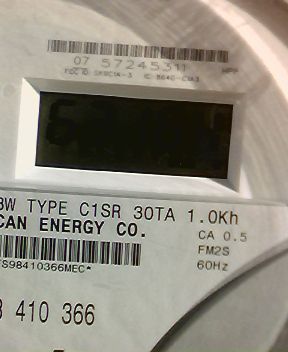 07 57245311
3W TYPE C1SR 30TA 1.0Kh
CAN ENERGY CO.
CA 0.5
FM2S
60Hz
S98410366MEC*
410 366